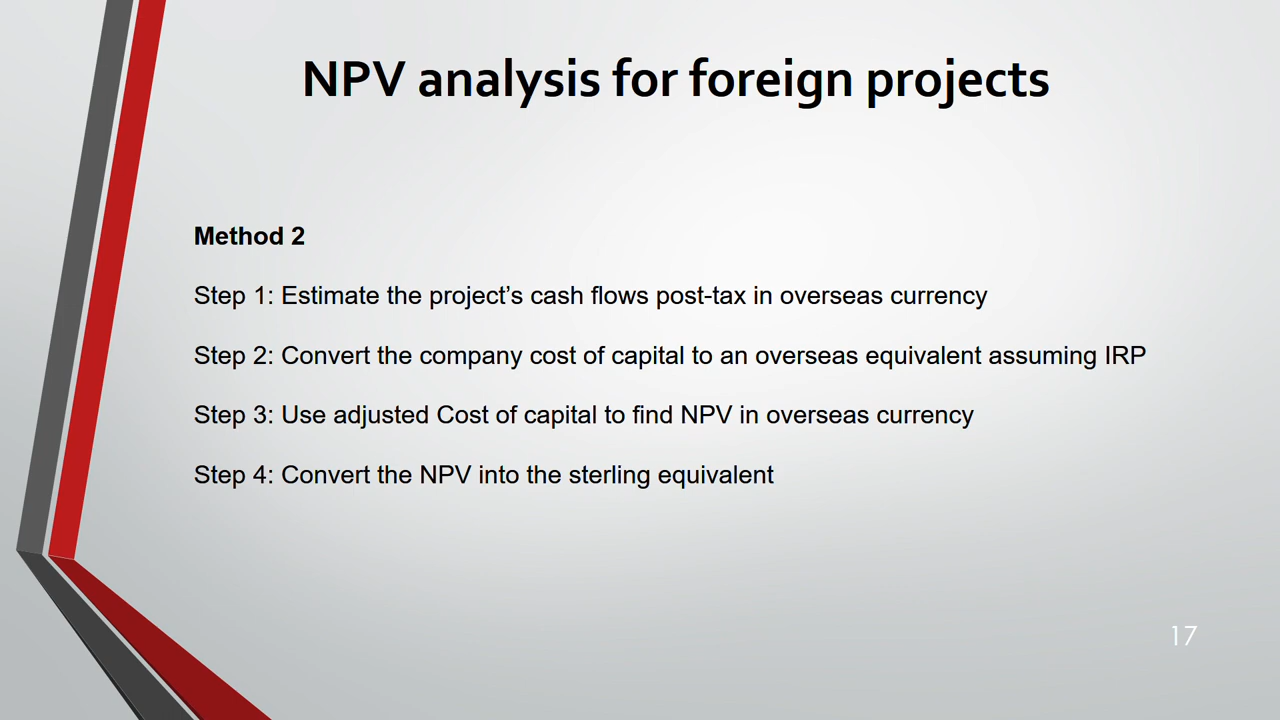 NPV analysis for foreign projects
Method 2
Step 1: Estimate the project’s cash flows post-tax in overseas currency
Step 2: Convert the company cost of capital to an overseas equivalent assuming IRP
Step 3: Use adjusted Cost of capital to find NPV in overseas currency
Step 4: Convert the NPV into the sterling equivalent
17